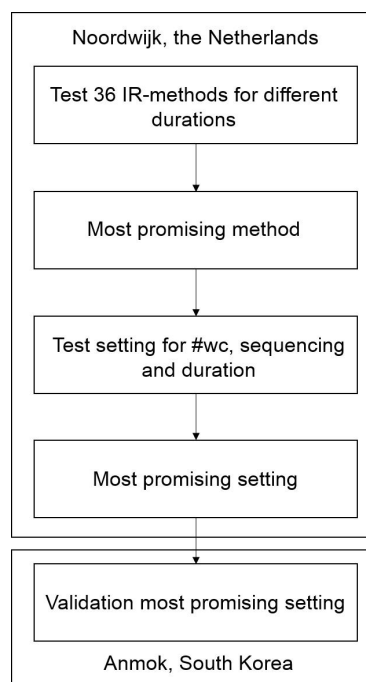 Noordwijk, the Netherlands
Test 36 IR-methods for different
durations
Most promising method
Test setting for #wc, sequencing
and duration
Most promising setting
Validation most promising setting
Anmok, South Korea